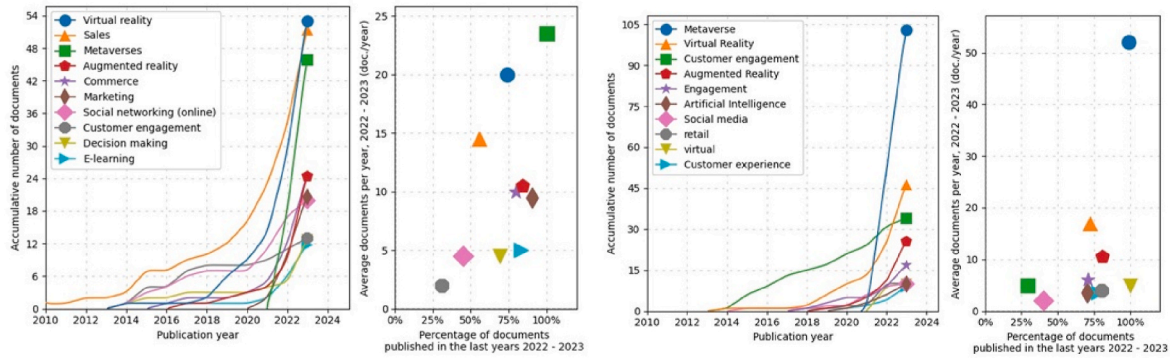 Accumulative number of documents
54
48
42
36
30
24
18
12
6
0
Virtual reality
Sales
Metaverses
Augmented reality
Commerce
Marketing
Social networking (online)
Customer engagement
Decision making
E-learning
2010 2012 2014 2016 2018 2020 2022 2024
Publication year
Average documents per year, 2022 - 2023 (doc./year)
20
15
10
5
0
0% 25% 50% 75% 100%
Percentage of documents
published in the last years 2022 - 2023
Accumulative number of documents
105
90
75
60
45
30
15
0
Metaverse
Virtual Reality
Customer engagement
Augmented Reality
Engagement
Artificial Intelligence
Social media
retail
virtual
Customer experience
2010 2012 2014 2016 2018 2020 2022 2024
Publication year
Average documents per year, 2022 - 2023 (doc./year)
50
40
30
20
10
0
0% 25% 50% 75% 100%
Percentage of documents
published in the last years 2022 - 2023